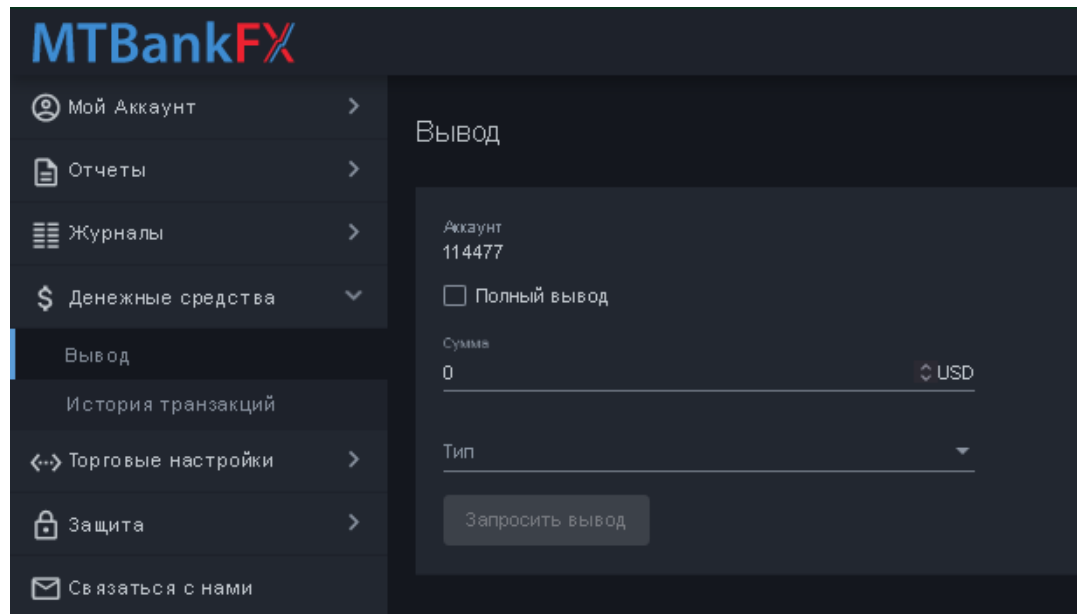 MTBankFX
Мой Аккаунт
Отчеты
Журналы
Денежные средства
Вывод
История транзакций
Торговые настройки
Защита
Связаться с нами
Вывод
Аккаунт
114477
Полный вывод
Сумма
0 USD
Тип
Запросить вывод